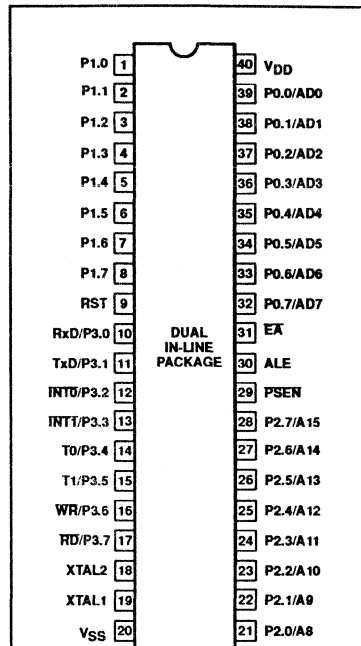 P1.0 1 40 VDD
P1.1 2 39 P0.0/AD0
P1.2 3 38 P0.1/AD1
P1.3 4 37 P0.2/AD2
P1.4 5 36 P0.3/AD3
P1.5 6 35 P0.4/AD4
P1.6 7 34 P0.5/AD5
P1.7 8 33 P0.6/AD6
RST 9 32 P0.7/AD7
RxD/P3.0 10 DUAL 31 E̅A̅
IN-LINE
TxD/P3.1 11 PACKAGE 30 ALE
I̅N̅T̅0̅/P3.2 12 29 P̅S̅E̅N̅
I̅N̅T̅1̅/P3.3 13 28 P2.7/A15
T0/P3.4 14 27 P2.6/A14
T1/P3.5 15 26 P2.5/A13
W̅R̅/P3.6 16 25 P2.4/A12
R̅D̅/P3.7 17 24 P2.3/A11
XTAL2 18 23 P2.2/A10
XTAL1 19 22 P2.1/A9
VSS 20 21 P2.0/A8